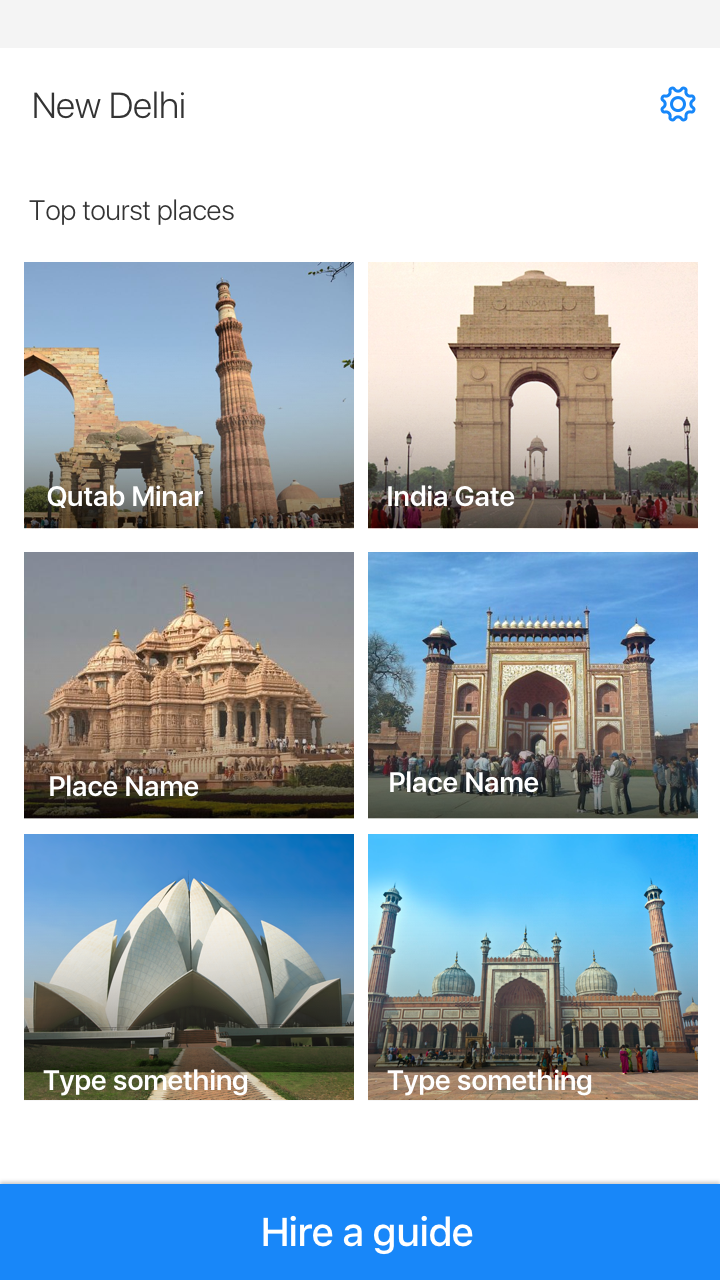 New Delhi
Top tourst places
Qutab Minar
India Gate
Place Name
Place Name
Type something
Type something
Hire a guide